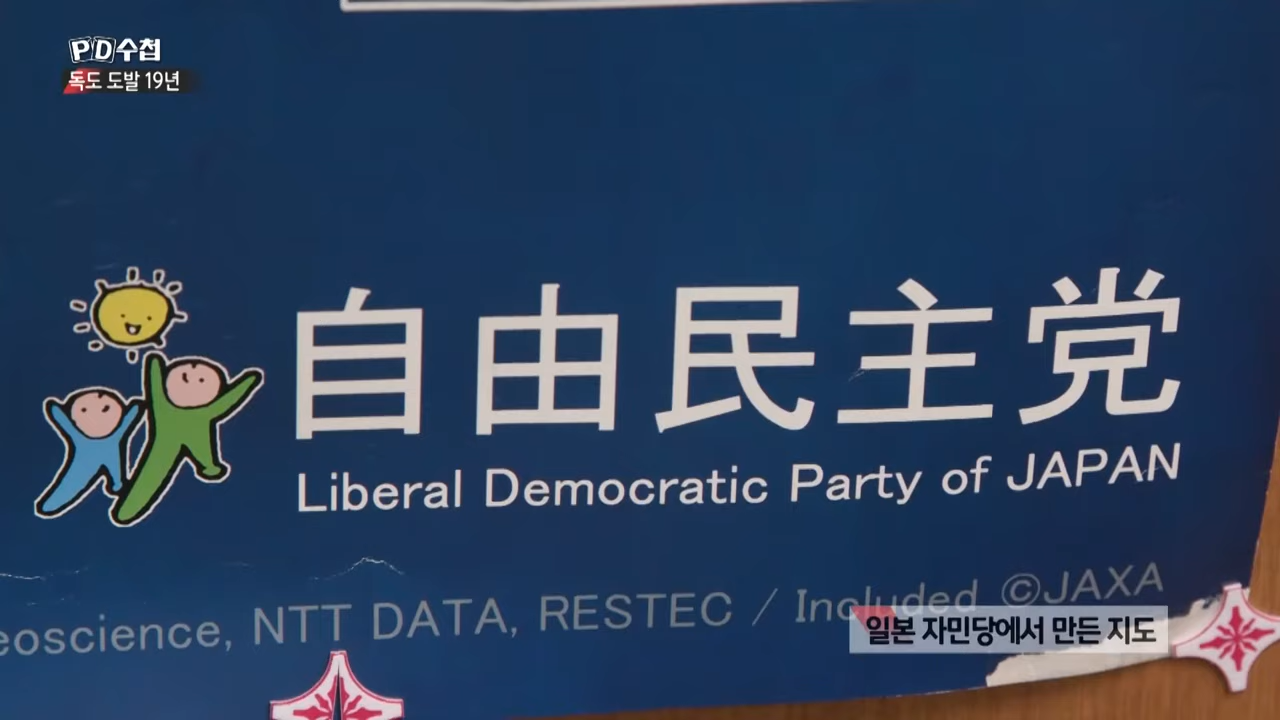 PD수첩
독도 도발 19년
自由民主党
Liberal Democratic Party of JAPAN
eoscience, NTT DATA, RESTEC / Included ©JAXA
일본 자민당에서 만든 지도